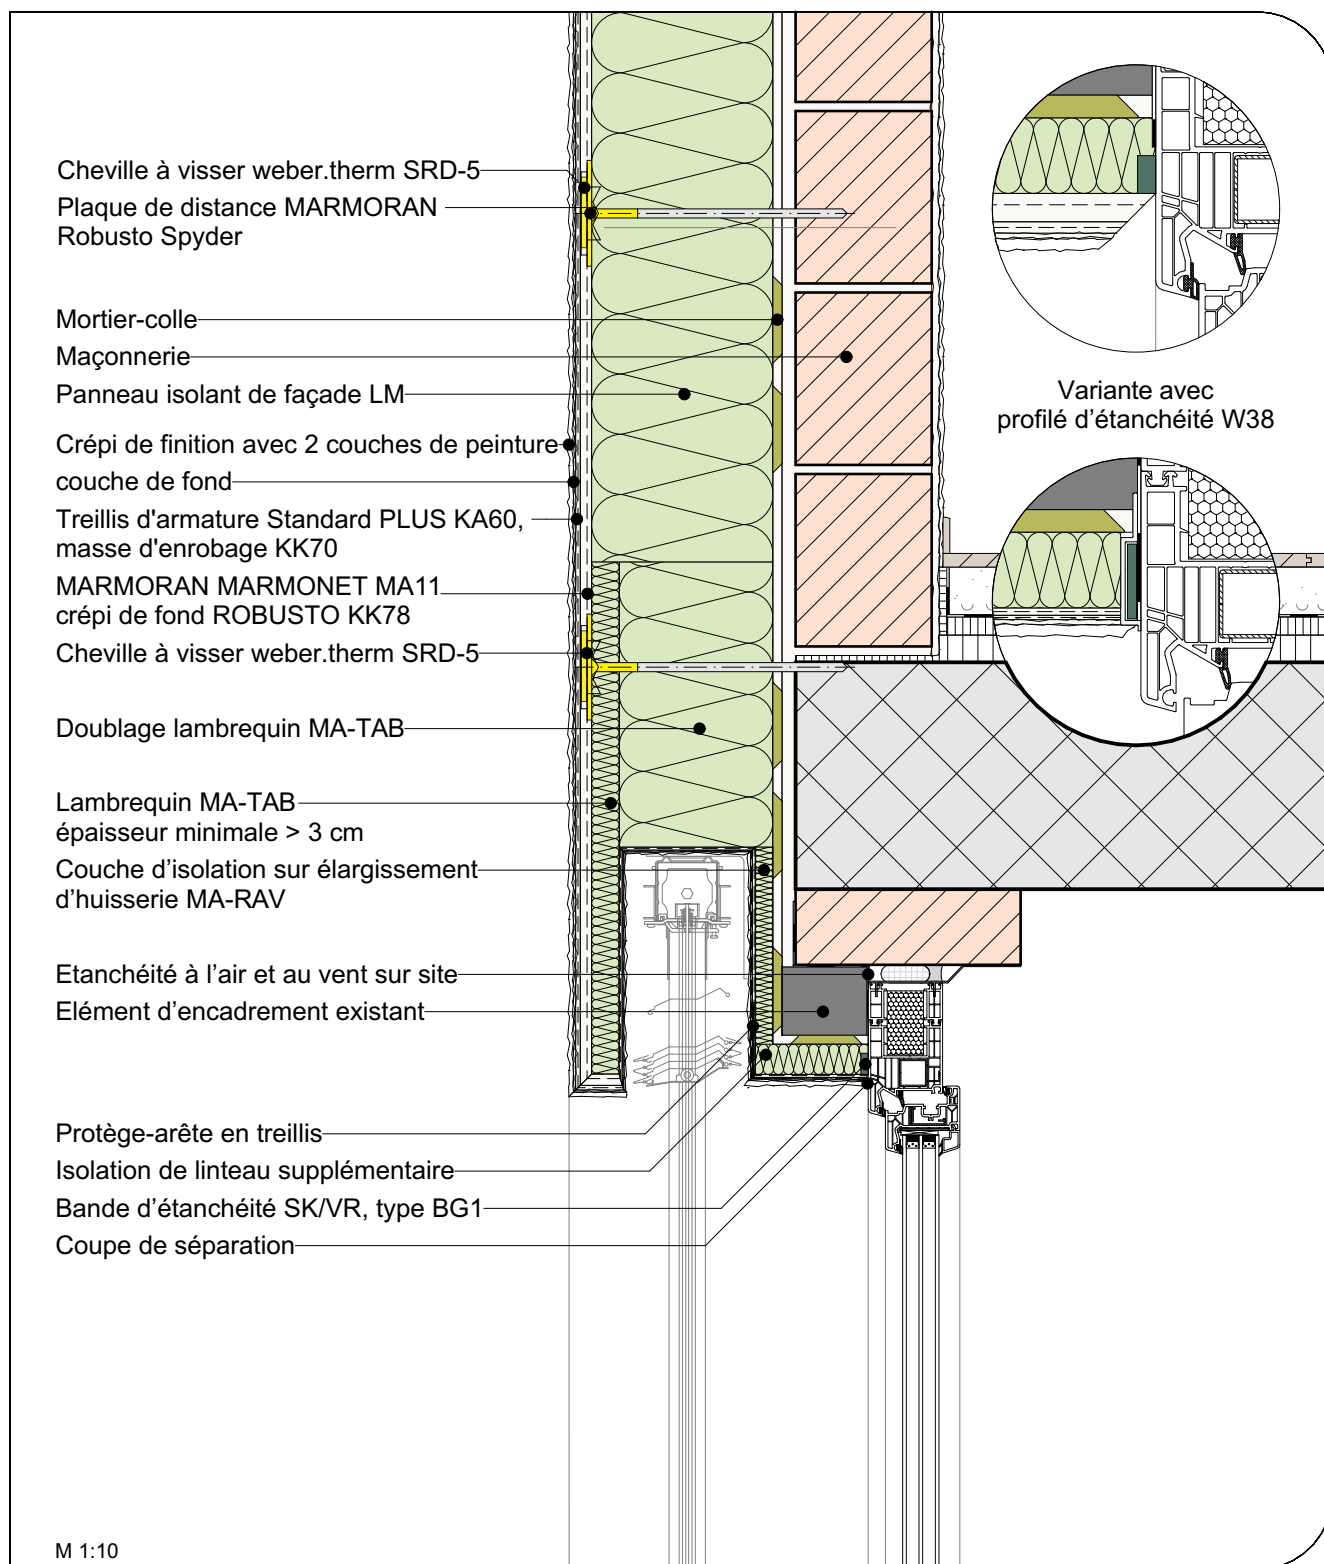 Cheville à visser weber.therm SRD-5
Plaque de distance MARMORAN
Robusto Spyder
Mortier-colle
Maçonnerie
Panneau isolant de façade LM
Crépi de finition avec 2 couches de peinture
couche de fond
Treillis d'armature Standard PLUS KA60,
masse d'enrobage KK70
MARMORAN MARMONET MA11
crépi de fond ROBUSTO KK78
Cheville à visser weber.therm SRD-5
Doublage lambrequin MA-TAB
Lambrequin MA-TAB
épaisseur minimale > 3 cm
Couche d’isolation sur élargissement
d’huisserie MA-RAV
Etanchéité à l’air et au vent sur site
Elément d’encadrement existant
Protège-arête en treillis
Isolation de linteau supplémentaire
Bande d’étanchéité SK/VR, type BG1
Coupe de séparation
Variante avec
profilé d’étanchéité W38
M 1:10